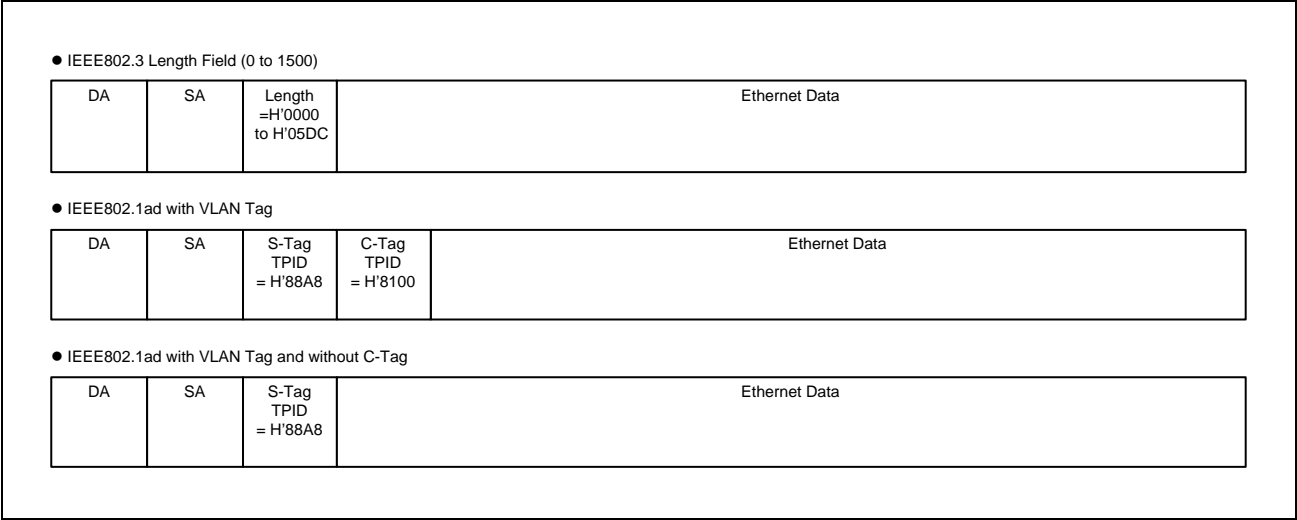 ● IEEE802.3 Length Field (0 to 1500)
DA
SA
Length
=H'0000
to H'05DC
Ethernet Data
● IEEE802.1ad with VLAN Tag
DA
SA
S-Tag
TPID
= H'88A8
C-Tag
TPID
= H'8100
Ethernet Data
● IEEE802.1ad with VLAN Tag and without C-Tag
DA
SA
S-Tag
TPID
= H'88A8
Ethernet Data